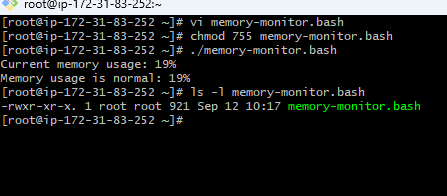 root@ip-172-31-83-252:~
[root@ip-172-31-83-252 ~]# vi memory-monitor.bash
[root@ip-172-31-83-252 ~]# chmod 755 memory-monitor.bash
[root@ip-172-31-83-252 ~]# ./memory-monitor.bash
Current memory usage: 19%
Memory usage is normal: 19%
[root@ip-172-31-83-252 ~]# ls -l memory-monitor.bash
-rwxr-xr-x. 1 root root 921 Sep 12 10:17 memory-monitor.bash
[root@ip-172-31-83-252 ~]#